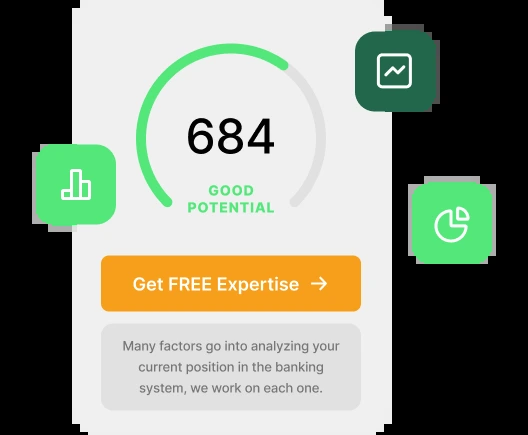 684
GOOD
POTENTIAL
Get FREE Expertise →
Many factors go into analyzing your
current position in the banking
system, we work on each one.